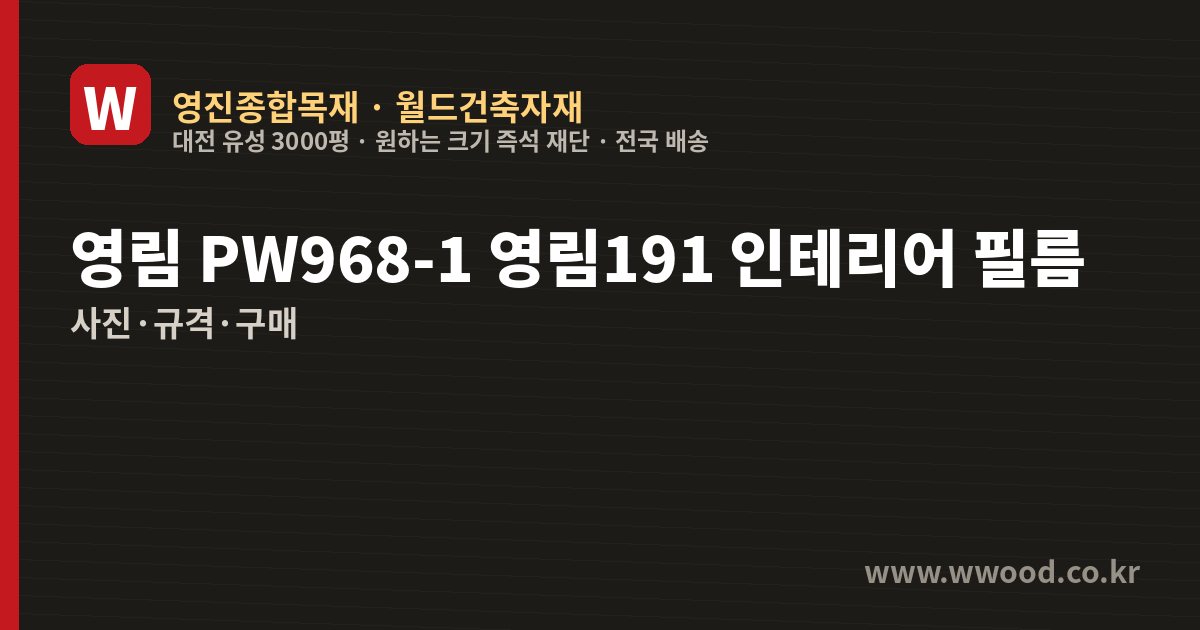 W
영진종합목재 · 월드건축자재
대전 유성 3000평 · 원하는 크기 즉석 재단 · 전국 배송
영림 PW968-1 영림191 인테리어 필름
사진·규격·구매
www.wwood.co.kr